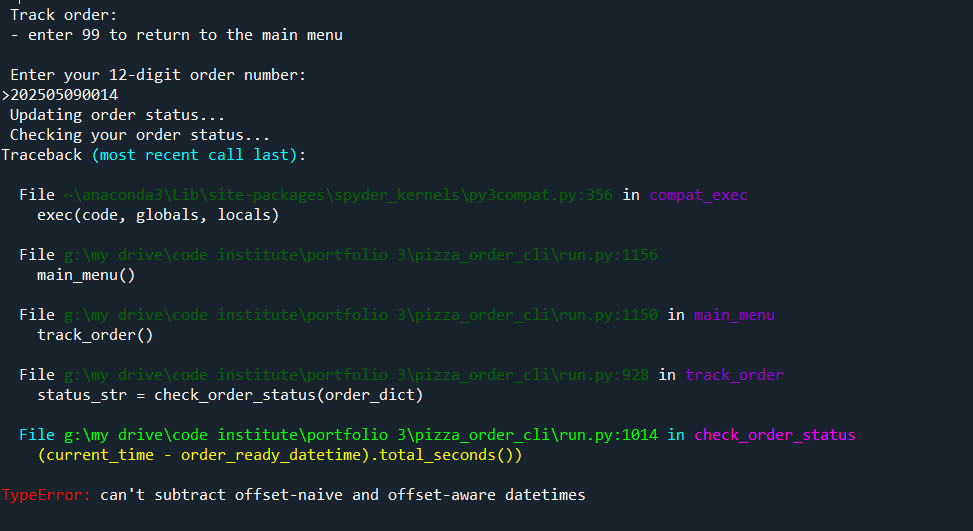 Track order:
- enter 99 to return to the main menu
Enter your 12-digit order number:
>202505090014
Updating order status...
Checking your order status...
Traceback (most recent call last):
File ~\anaconda3\Lib\site-packages\spyder_kernels\py3compat.py:356 in compat_exec
exec(code, globals, locals)
File g:\my drive\code institute\portfolio 3\pizza_order_cli\run.py:1156
main_menu()
File g:\my drive\code institute\portfolio 3\pizza_order_cli\run.py:1150 in main_menu
track_order()
File g:\my drive\code institute\portfolio 3\pizza_order_cli\run.py:928 in track_order
status_str = check_order_status(order_dict)
File g:\my drive\code institute\portfolio 3\pizza_order_cli\run.py:1014 in check_order_status
(current_time - order_ready_datetime).total_seconds())
TypeError: can't subtract offset-naive and offset-aware datetimes